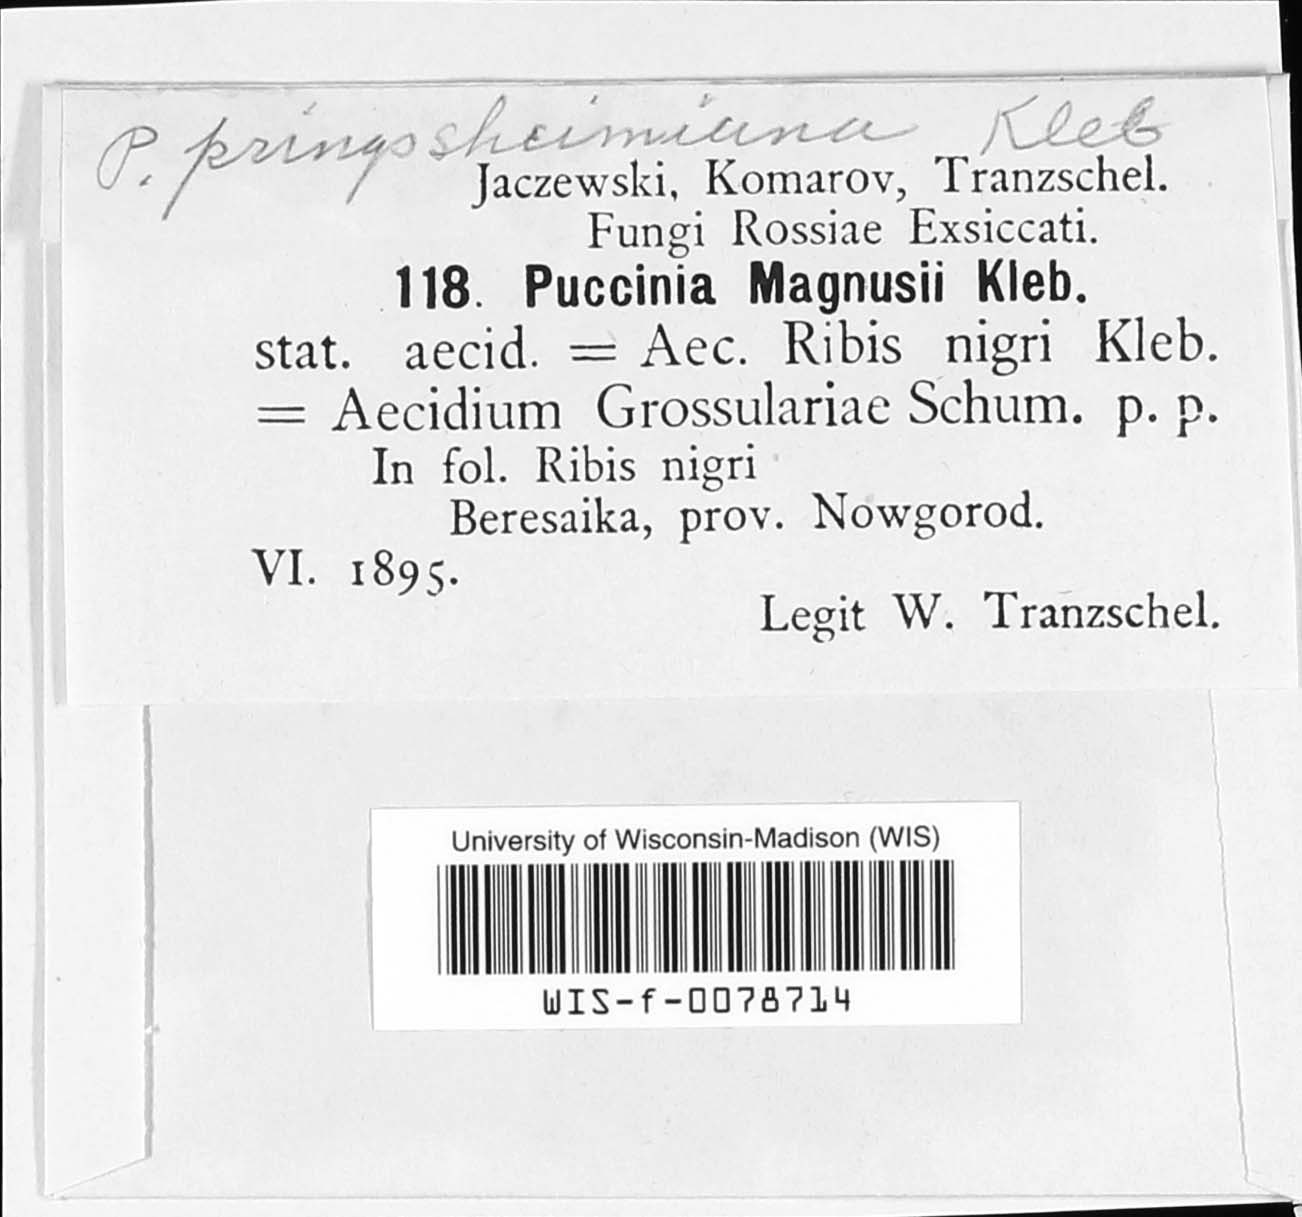 P. pringsheimiana Kleb
Jaczewski, Komarov, Tranzschel.
Fungi Rossiae Exsiccati.
118. Puccinia Magnusii Kleb.
stat. aecid. = Aec. Ribis nigri Kleb.
= Aecidium Grossulariae Schum. p. p.
In fol. Ribis nigri
Beresaika, prov. Nowgorod.
VI. 1895.
Legit W. Tranzschel.
University of Wisconsin-Madison (WIS)
WIS-f-0078714